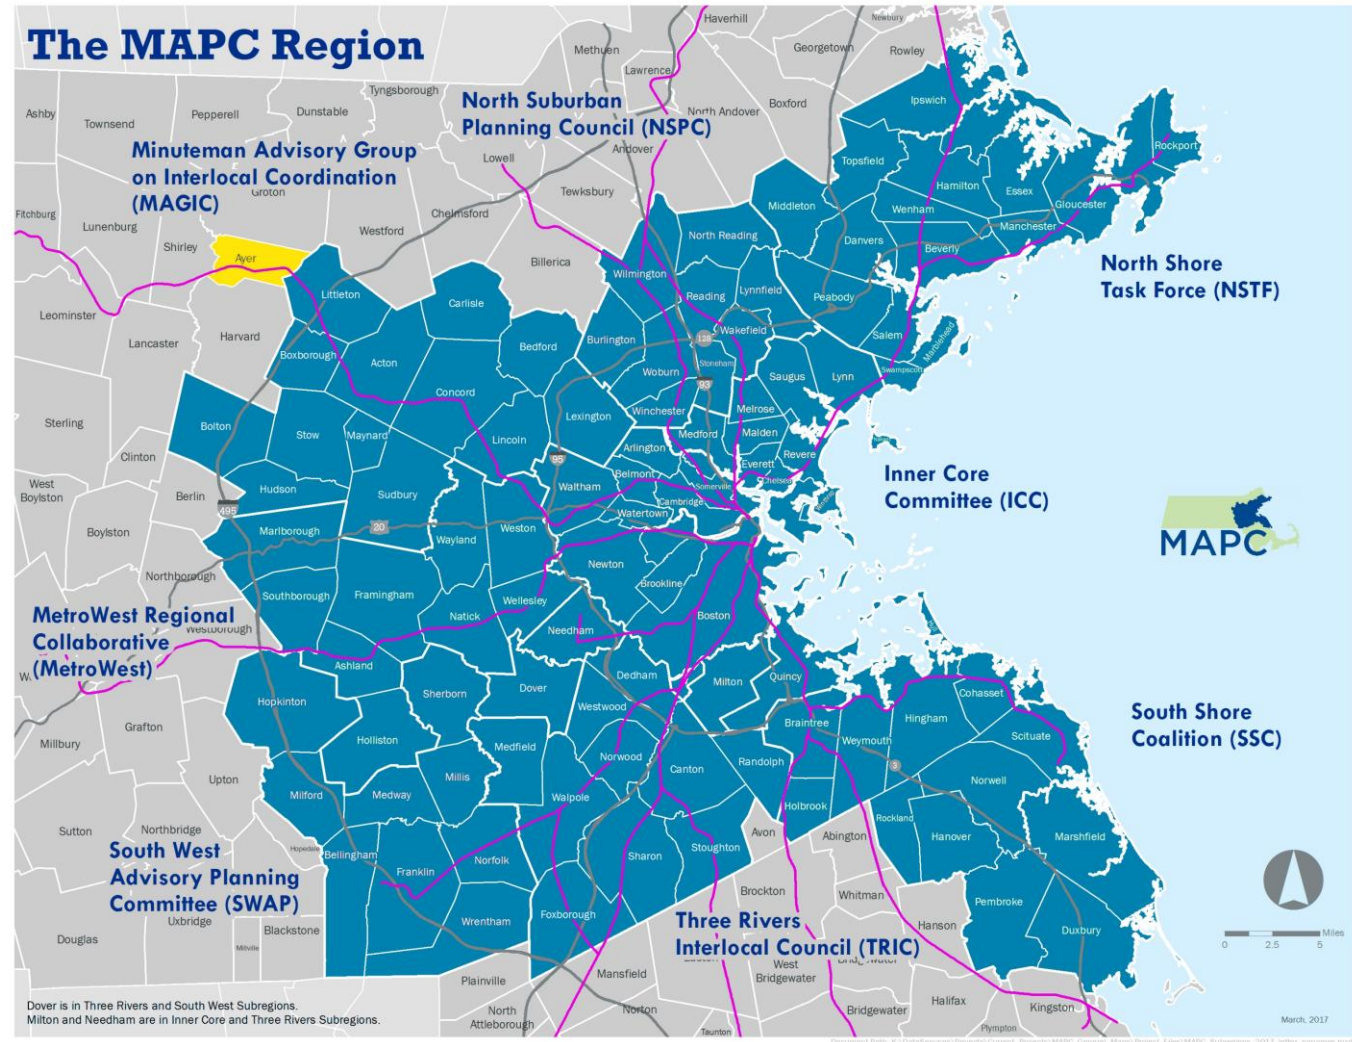 The MAPC Region
Haverhill
Newbury
Methuen
Georgetown
Rowley
Lawrence
Tyngsborough
North Suburban
Planning Council (NSPC)
North Andover
Boxford
Ipswich
Ashby
Townsend
Pepperell
Dunstable
Minuteman Advisory Group
on Interlocal Coordination
(MAGIC)
Groton
Lowell
Andover
Tewksbury
Topsfield
Rockport
Hamilton
Essex
Gloucester
Middleton
Wenham
Manchester
Fitchburg
Lunenburg
Chelmsford
Westford
Shirley
Ayer
Billerica
North Reading
Danvers
Beverly
North Shore
Task Force (NSTF)
Wilmington
Littleton
Carlisle
Reading
Lynnfield
Peabody
Leominster
Lancaster
Harvard
Boxborough
Acton
Bedford
Burlington
Wakefield
128
Salem
Marblehead
Stoneham
Woburn
93
Saugus
Lynn
Swampscott
Concord
Sterling
Bolton
Stow
Maynard
Lincoln
Lexington
Winchester
Melrose
Medford
Malden
Clinton
95
Arlington
Revere
Everett
West
Boylston
Berlin
Hudson
Sudbury
Waltham
Belmont
Somerville
Chelsea
Cambridge
Watertown
Inner Core
Committee (ICC)
495
20
Boylston
Marlborough
Wayland
Weston
MAPC
Northborough
Newton
Brookline
Southborough
Framingham
Natick
Wellesley
Boston
MetroWest Regional
Collaborative
(MetroWest)
Westborough
Needham
Ashland
Sherborn
Dover
Dedham
Milton
Quincy
Hopkinton
Westwood
Cohasset
Hingham
Scituate
Grafton
Millbury
Holliston
Medfield
Norwood
Braintree
Weymouth
South Shore
Coalition (SSC)
Upton
Milford
Medway
Millis
Canton
Randolph
3
Norwell
Walpole
Holbrook
Sutton
Northbridge
Hopedale
Rockland
Hanover
Marshfield
Avon
Abington
South West
Advisory Planning
Committee (SWAP)
Bellingham
Franklin
Norfolk
Sharon
Stoughton
Uxbridge
Blackstone
Millville
Wrentham
Foxborough
Brockton
Whitman
Pembroke
Douglas
Three Rivers
Interlocal Council (TRIC)
Hanson
Duxbury
Miles
0 2.5 5
Easton
West
Bridgewater
Plainville
Mansfield
North
Attleborough
Norton
Taunton
Bridgewater
Halifax
Plympton
Kingston
Dover is in Three Rivers and South West Subregions.
Milton and Needham are in Inner Core and Three Rivers Subregions.
March, 2017